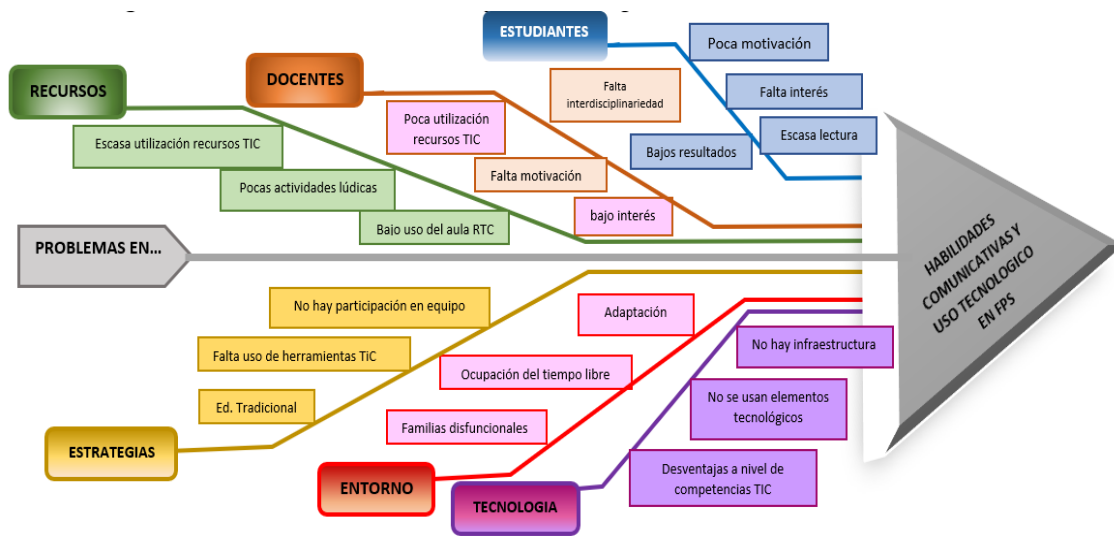 ESTUDIANTES
Poca motivación
Falta interés
Escasa lectura
Bajos resultados
DOCENTES
Falta
interdisciplinariedad
Poca utilización
recursos TIC
Falta motivación
bajo interés
RECURSOS
Escasa utilización recursos TIC
Pocas actividades lúdicas
Bajo uso del aula RTC
PROBLEMAS EN...
HABILIDADES
COMUNICATIVAS Y
USO TECNOLOGICO
EN FPS
No hay participación en equipo
Falta uso de herramientas TiC
Ed. Tradicional
ESTRATEGIAS
Adaptación
Ocupación del tiempo libre
Familias disfuncionales
ENTORNO
No hay infraestructura
No se usan elementos
tecnológicos
Desventajas a nivel de
competencias TIC
TECNOLOGIA